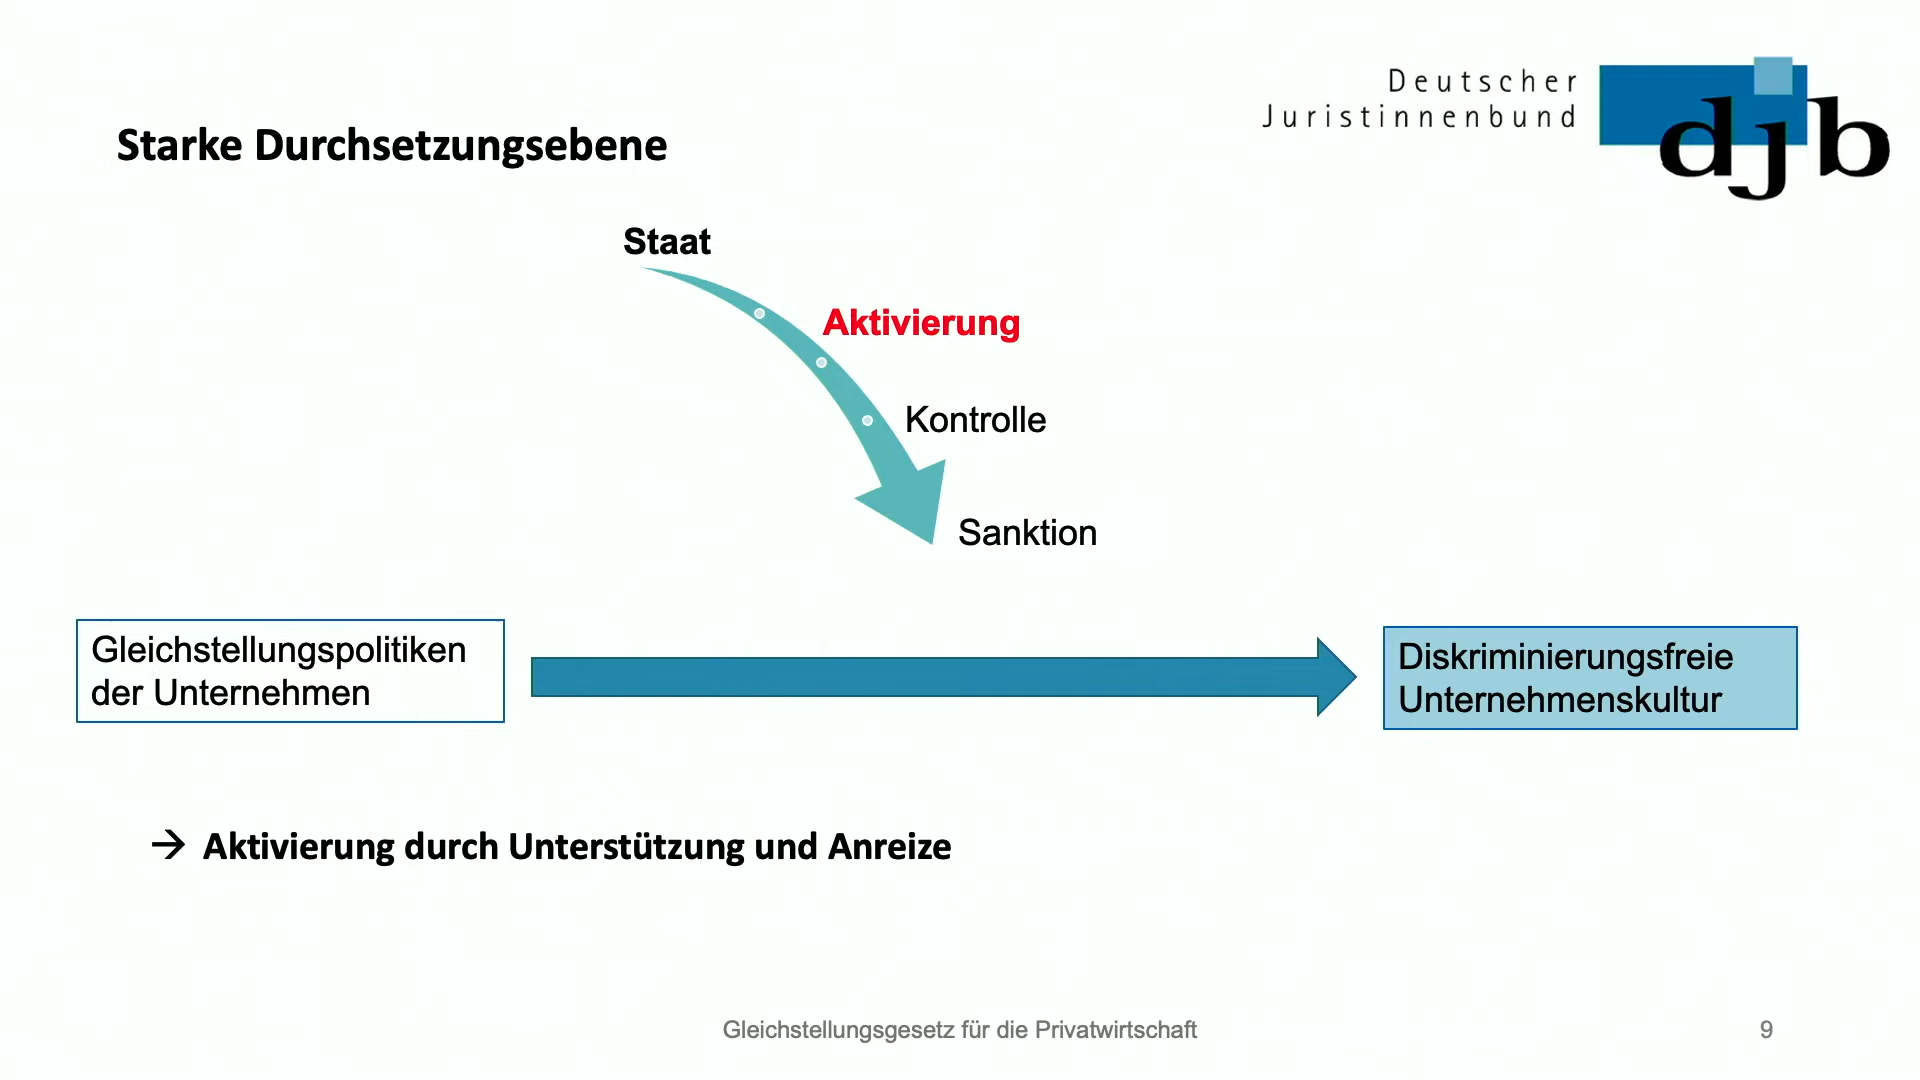 Deutscher
Juristinnenbund
djb
Starke Durchsetzungsebene
Staat
Aktivierung
Kontrolle
Sanktion
Gleichstellungspolitiken
der Unternehmen
Diskriminierungsfreie
Unternehmenskultur
→ Aktivierung durch Unterstützung und Anreize
Gleichstellungsgesetz für die Privatwirtschaft
9